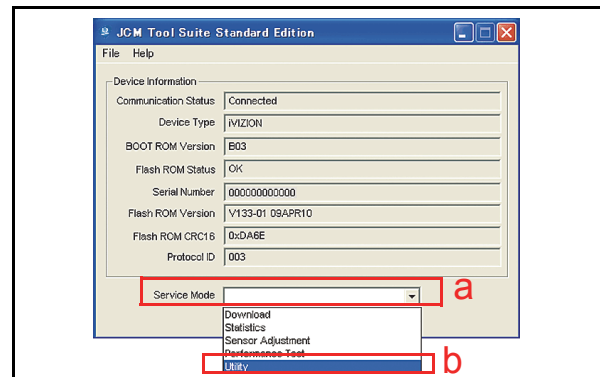 JCM Tool Suite Standard Edition
File Help
Device Information
Communication Status Connected
Device Type iVIZION
BOOT ROM Version B03
Flash ROM Status OK
Serial Number 000000000000
Flash ROM Version V133-01 09APR10
Flash ROM CRC16 0xDA6E
Protocol ID 003
Service Mode a
Download
Statistics
Sensor Adjustment
Performance Test
Utility b